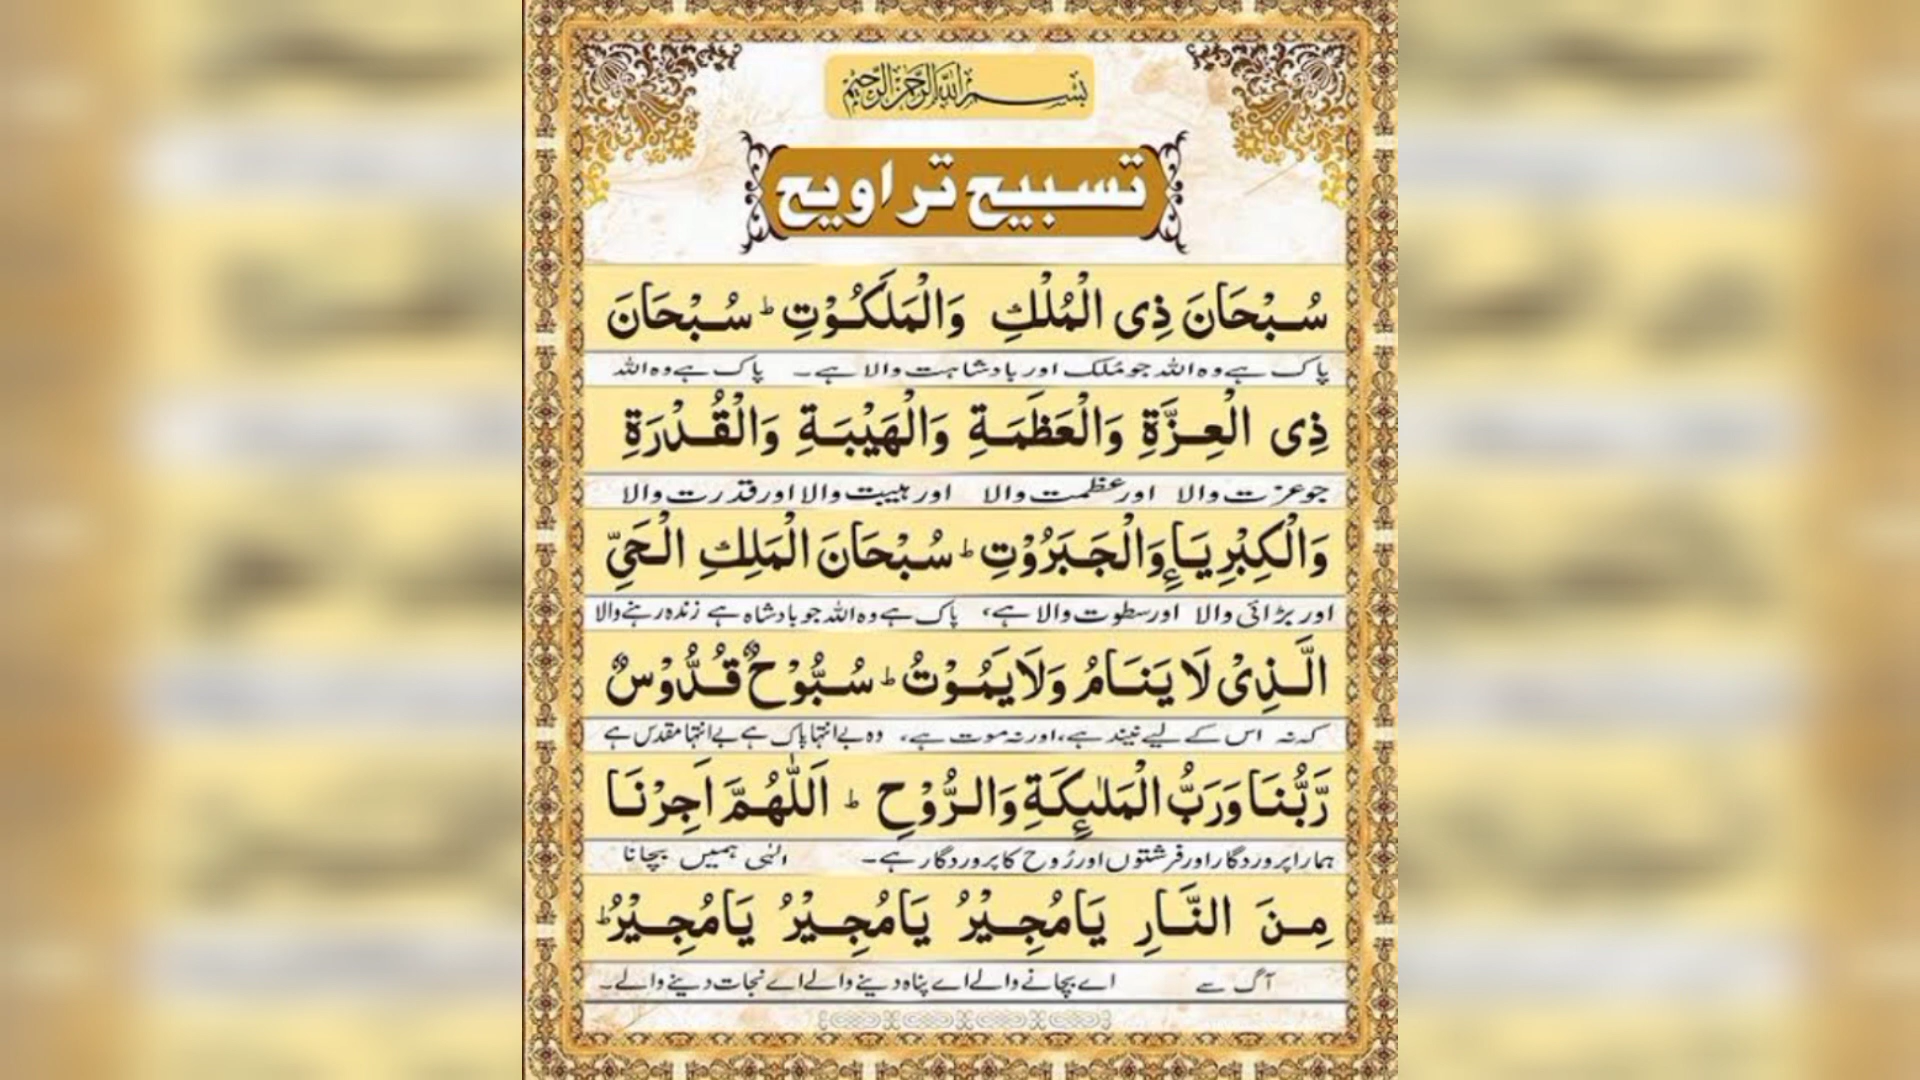 بسم الله الرحمن الرحیم
تسبیح تراویح
سُبْحَانَ ذِی الْمُلْكِ وَالْمَلَكُوْتِ ؕ سُبْحَانَ
پاک ہے وہ اللہ جو مُلک اور بادشاہت والا ہے۔ پاک ہے وہ اللہ
ذِی الْعِزَّةِ وَالْعَظَمَةِ وَالْهَيْبَةِ وَالْقُدْرَةِ
جو عزت والا اور عظمت والا اور ہیبت والا اور قدرت والا
وَالْكِبْرِيَاءِ وَالْجَبَرُوْتِ ؕ سُبْحَانَ الْمَلِكِ الْحَیِّ
اور بڑائی والا اور سطوت والا ہے، پاک ہے وہ اللہ جو بادشاہ ہے زندہ رہنے والا
الَّذِیْ لَا يَنَامُ وَلَا يَمُوْتُ ؕ سُبُّوْحٌ قُدُّوْسٌ
کہ نہ اس کے لیے نیند ہے، اور نہ موت ہے، وہ بے انتہا پاک ہے بے انتہا مقدس ہے
رَّبُّنَا وَرَبُّ الْمَلٰٓئِكَةِ وَالرُّوْحِ ؕ اَللّٰهُمَّ اَجِرْنَا
ہمارا پروردگار اور فرشتوں اور رُوح کا پروردگار ہے۔ الٰہی ہمیں بچانا
مِنَ النَّارِ يَا مُجِيْرُ يَا مُجِيْرُ يَا مُجِيْرُ ؕ
آگ سے اے بچانے والے اے پناہ دینے والے اے نجات دینے والے۔